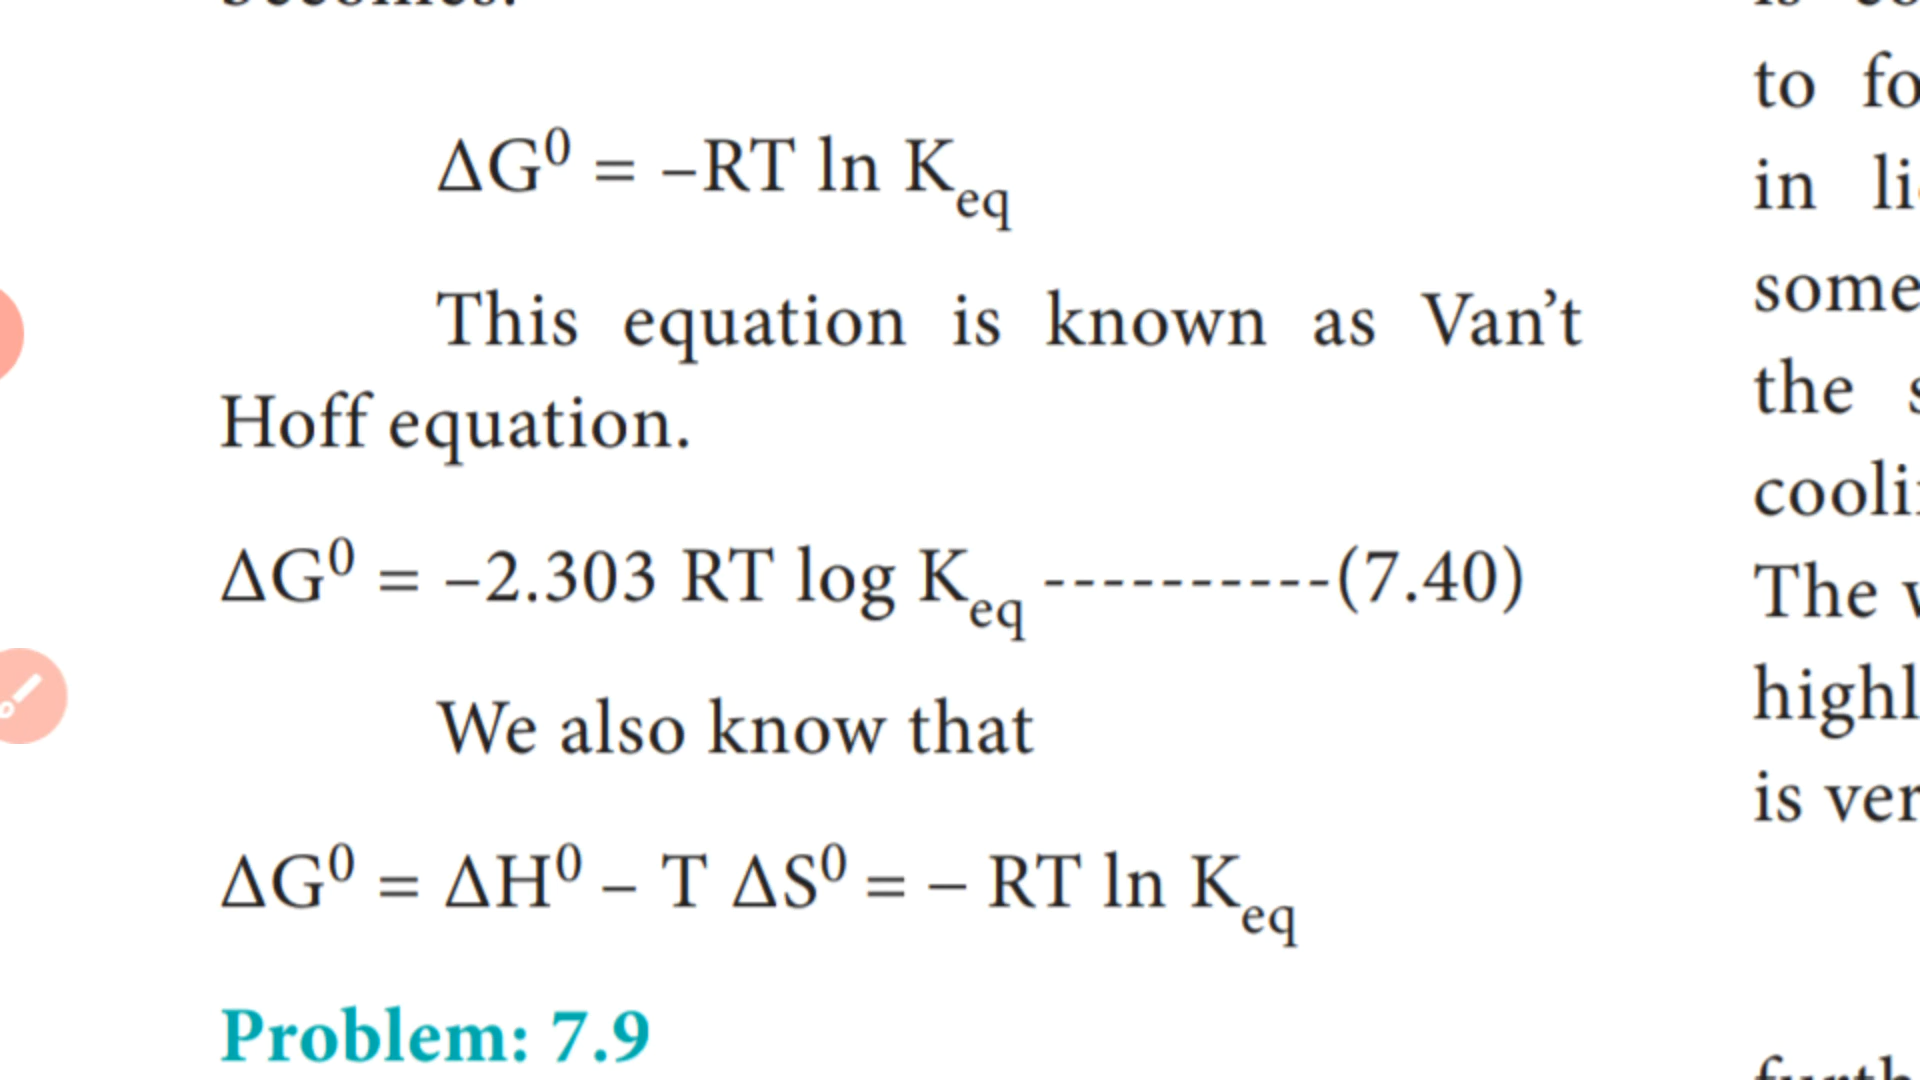 ΔG⁰ = –RT ln K_eq
This equation is known as Van't
Hoff equation.
ΔG⁰ = –2.303 RT log K_eq ----------(7.40)
We also know that
ΔG⁰ = ΔH⁰ – T ΔS⁰ = – RT ln K_eq
Problem: 7.9
to
in
some
the
The
is